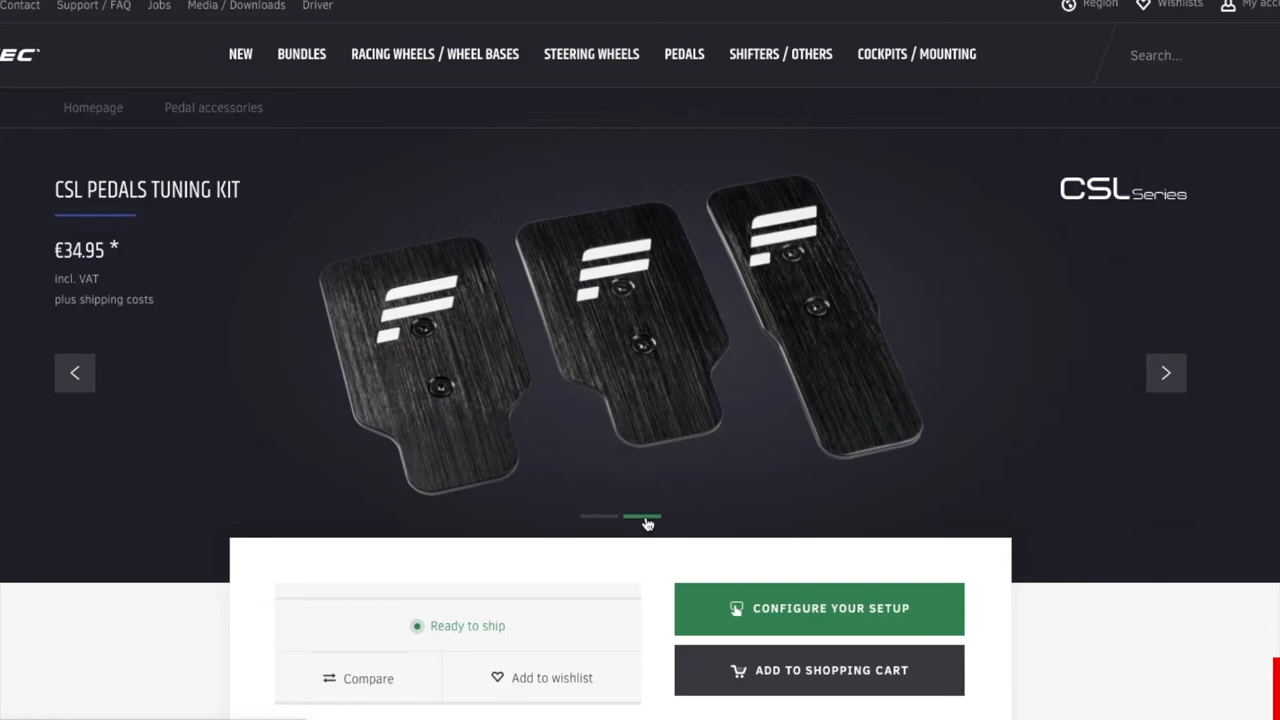 Contact Support / FAQ Jobs Media / Downloads Driver Region Wishlists
EC NEW BUNDLES RACING WHEELS / WHEEL BASES STEERING WHEELS PEDALS SHIFTERS / OTHERS COCKPITS / MOUNTING Search...
Homepage Pedal accessories
CSL PEDALS TUNING KIT
CSL Series
€34.95 *
incl. VAT
plus shipping costs
CONFIGURE YOUR SETUP
Ready to ship
ADD TO SHOPPING CART
Compare Add to wishlist